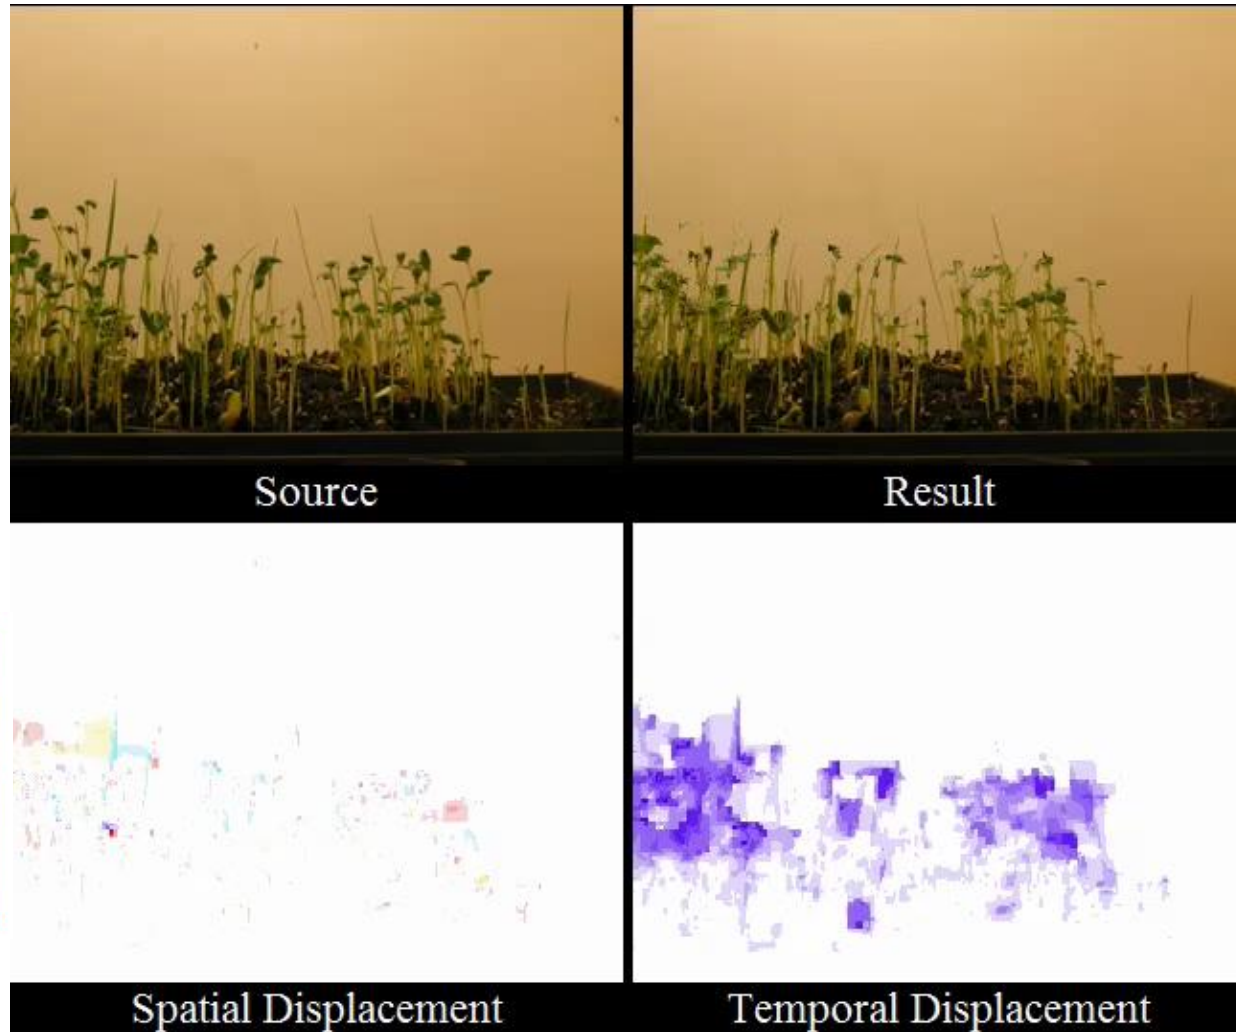 Source
Result
Spatial Displacement
Temporal Displacement